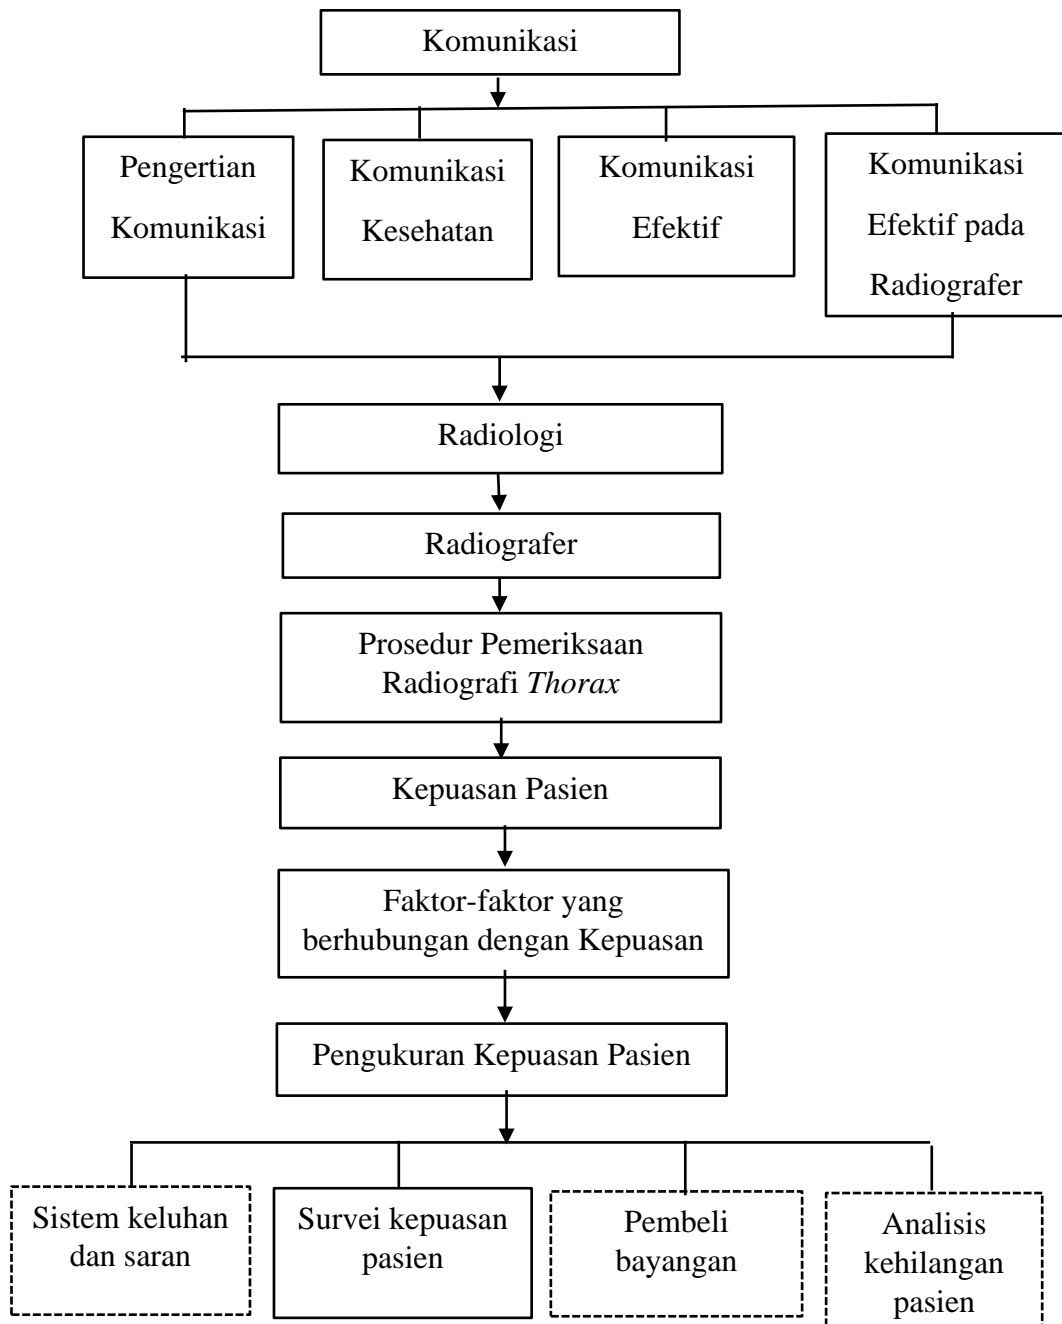 Komunikasi
Pengertian
Komunikasi
Komunikasi
Kesehatan
Komunikasi
Efektif
Komunikasi
Efektif pada
Radiografer
Radiologi
Radiografer
Prosedur Pemeriksaan
Radiografi Thorax
Kepuasan Pasien
Faktor-faktor yang
berhubungan dengan Kepuasan
Pengukuran Kepuasan Pasien
Sistem keluhan
dan saran
Survei kepuasan
pasien
Pembeli
bayangan
Analisis
kehilangan
pasien